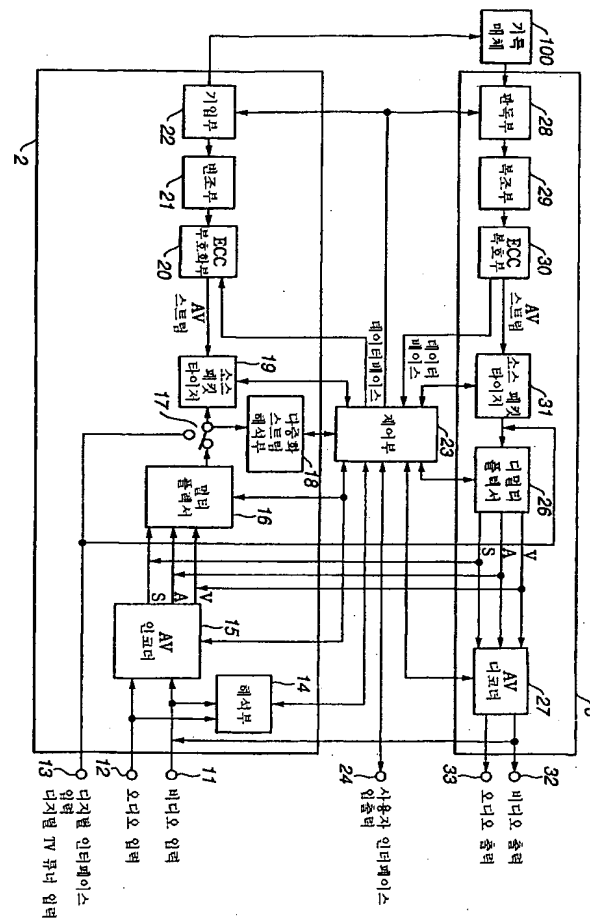 100
기록
매체
28
판독부
29
복조부
30
ECC
복호부
AV
스트림
31
소스
패킷
타이저
26
디멀티
플렉서
V
A
S
27
AV
디코더
32
비디오 출력
33
오디오 출력
데이터베이스
데이터
베이스
23
제어부
24
사용자 인터페이스
입출력
2
22
기입부
21
변조부
20
ECC
부호화부
AV
스트림
19
소스
패킷
타이저
17
18
다중화
스트림
해석부
16
멀티
플렉서
V
A
S
15
AV
인코더
14
해석부
11
비디오 입력
12
오디오 입력
13
디지털 인터페이스
입력
디지털 TV 튜너 입력